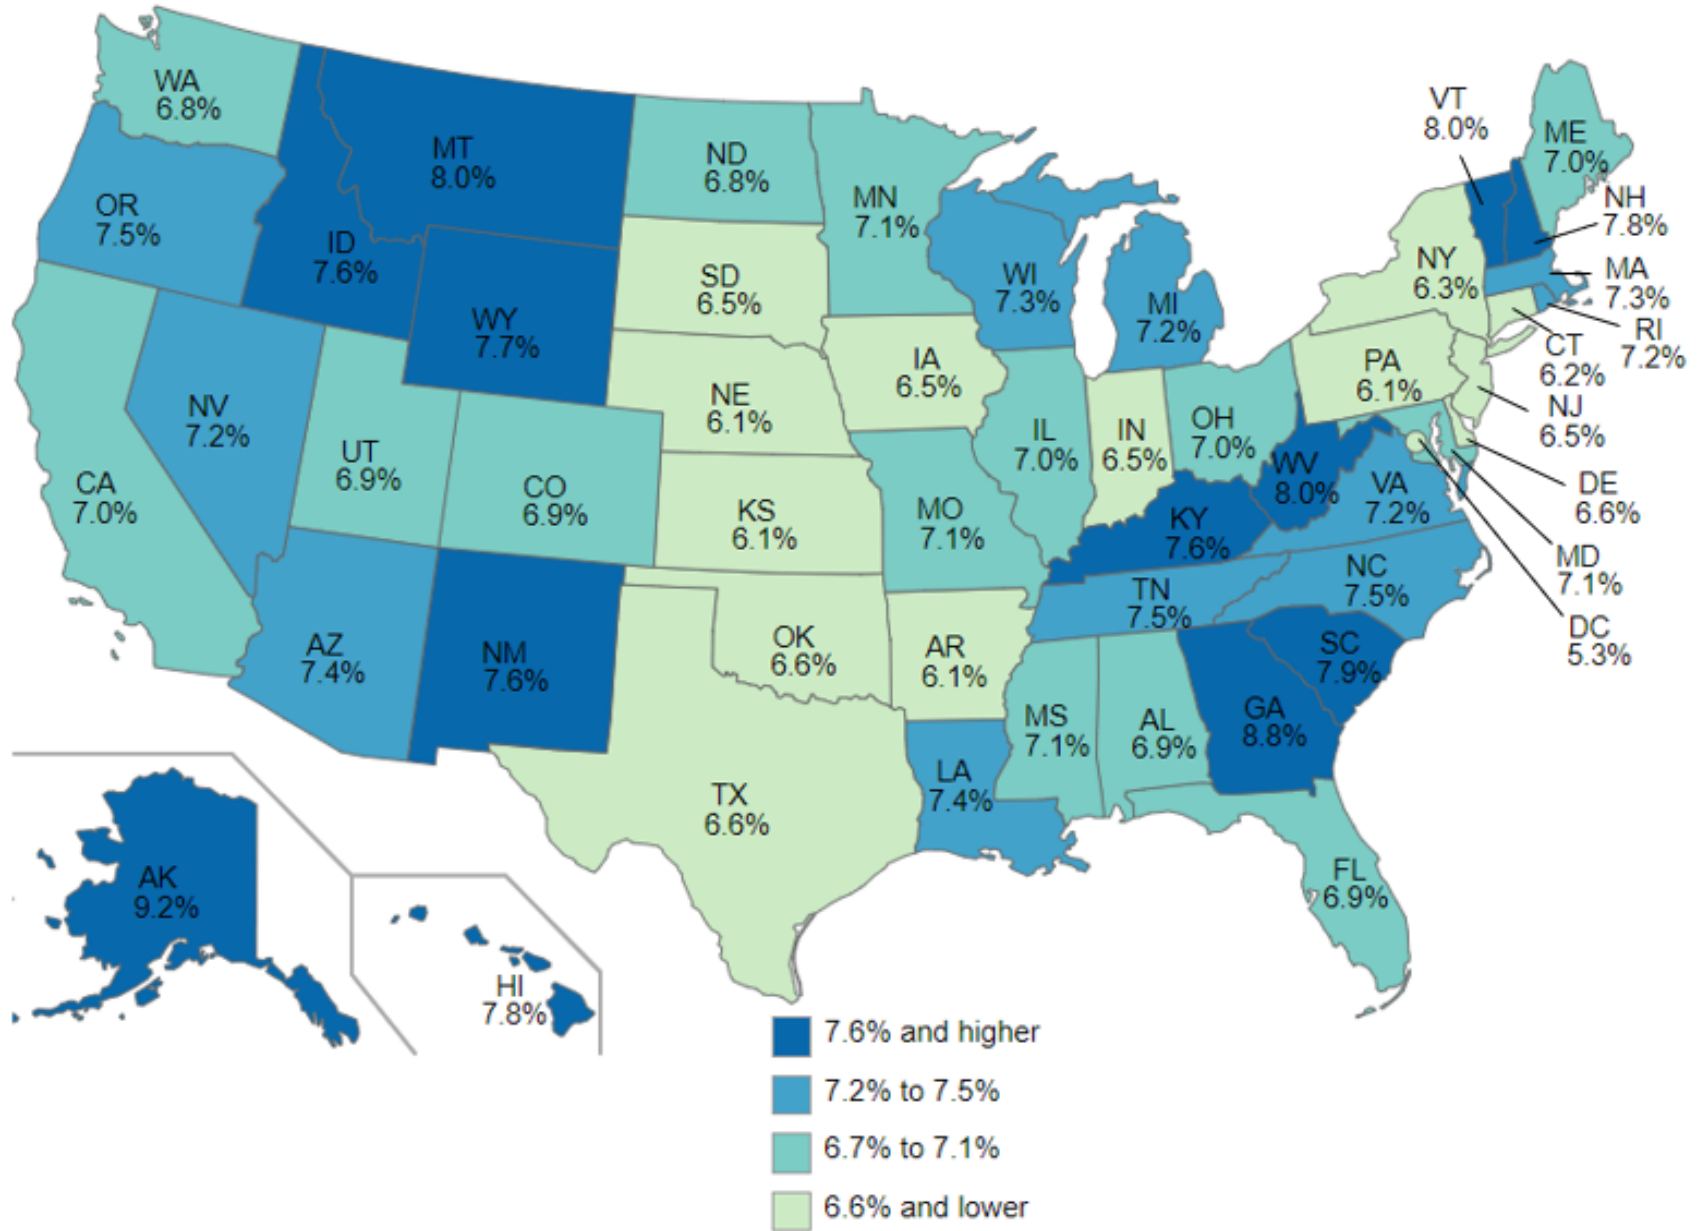 WA
6.8%
MT
8.0%
ND
6.8%
MN
7.1%
VT
8.0%
ME
7.0%
NH
7.8%
OR
7.5%
ID
7.6%
SD
6.5%
WI
7.3%
MI
7.2%
NY
6.3%
MA
7.3%
RI
7.2%
WY
7.7%
IA
6.5%
PA
6.1%
CT
6.2%
NJ
6.5%
NV
7.2%
NE
6.1%
UT
6.9%
CO
6.9%
IL
7.0%
IN
6.5%
OH
7.0%
WV
8.0%
VA
7.2%
DE
6.6%
CA
7.0%
KS
6.1%
MO
7.1%
KY
7.6%
MD
7.1%
TN
7.5%
NC
7.5%
DC
5.3%
AZ
7.4%
NM
7.6%
OK
6.6%
AR
6.1%
SC
7.9%
MS
7.1%
AL
6.9%
GA
8.8%
TX
6.6%
LA
7.4%
FL
6.9%
AK
9.2%
HI
7.8%
7.6% and higher
7.2% to 7.5%
6.7% to 7.1%
6.6% and lower